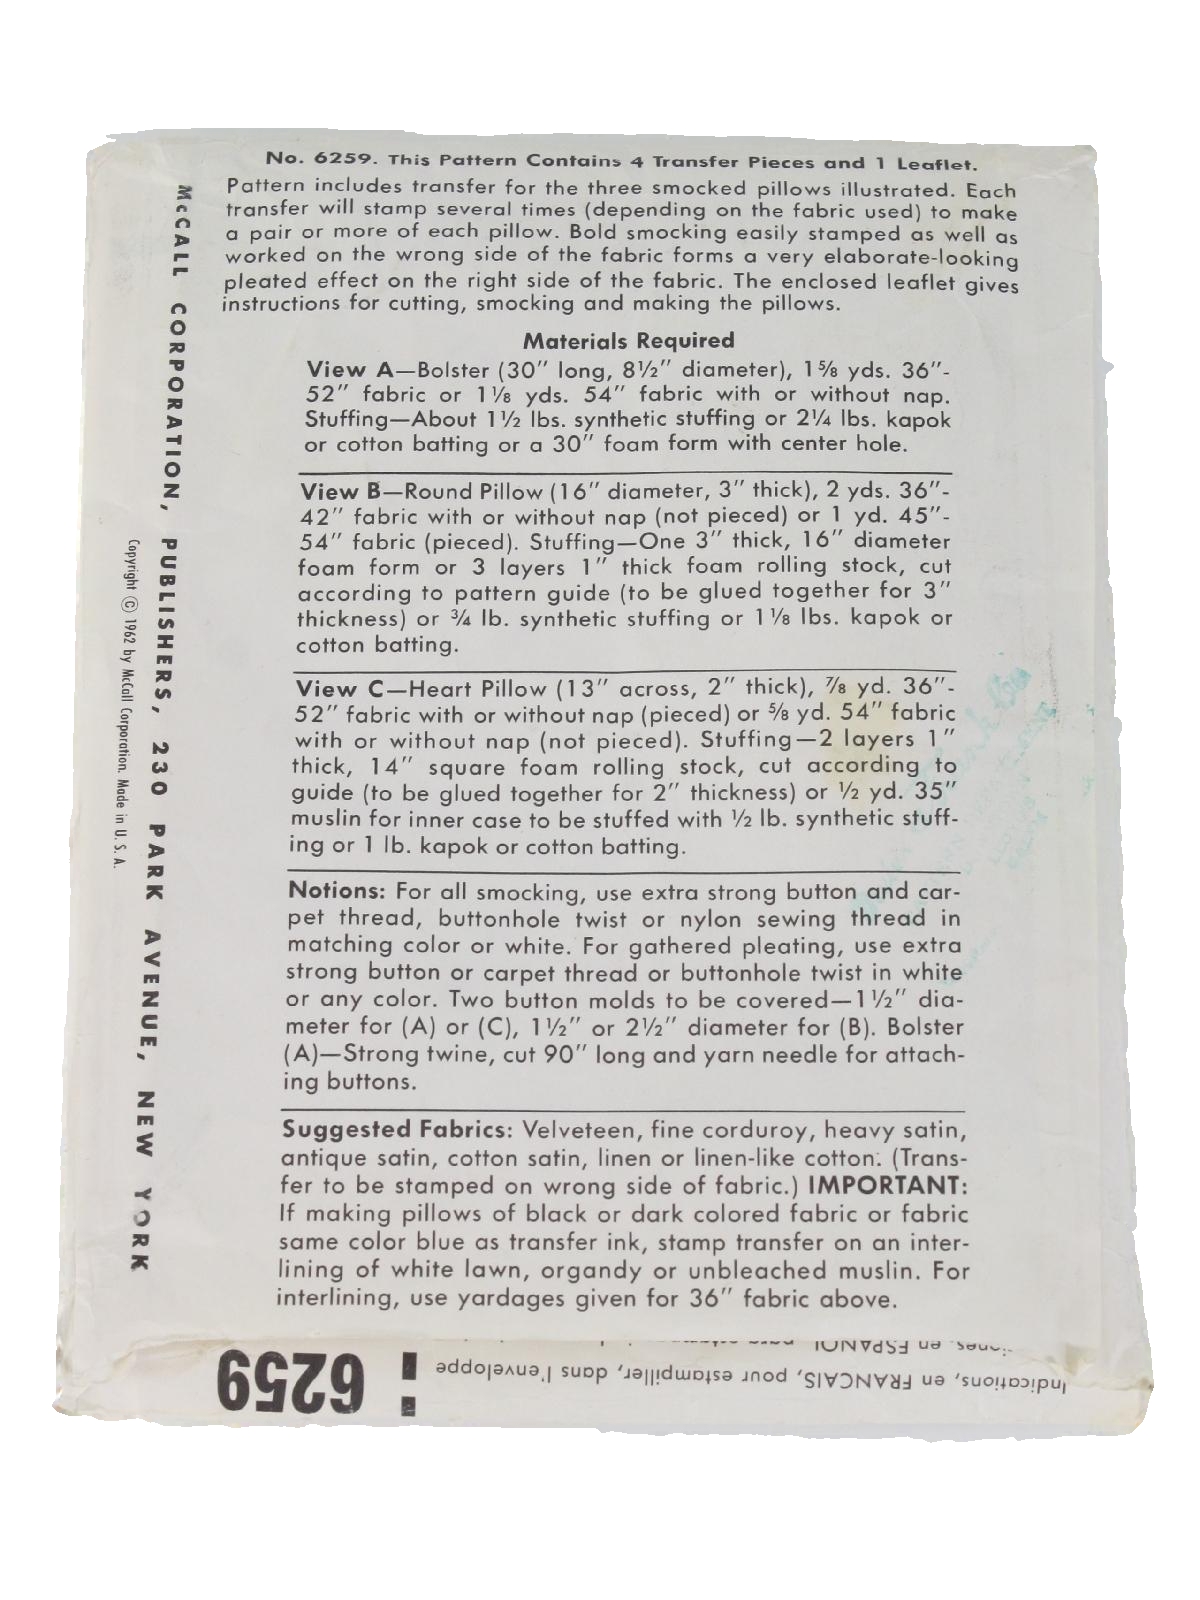 No. 6259. This Pattern Contains 4 Transfer Pieces and 1 Leaflet.
Pattern includes transfer for the three smocked pillows illustrated. Each
transfer will stamp several times (depending on the fabric used) to make
a pair or more of each pillow. Bold smocking easily stamped as well as
worked on the wrong side of the fabric forms a very elaborate-looking
pleated effect on the right side of the fabric. The enclosed leaflet gives
instructions for cutting, smocking and making the pillows.
Materials Required
View A—Bolster (30″ long, 8½″ diameter), 1⅝ yds. 36″-
52″ fabric or 1⅛ yds. 54″ fabric with or without nap.
Stuffing—About 1½ lbs. synthetic stuffing or 2¼ lbs. kapok
or cotton batting or a 30″ foam form with center hole.
View B—Round Pillow (16″ diameter, 3″ thick), 2 yds. 36″-
42″ fabric with or without nap (not pieced) or 1 yd. 45″-
54″ fabric (pieced). Stuffing—One 3″ thick, 16″ diameter
foam form or 3 layers 1″ thick foam rolling stock, cut
according to pattern guide (to be glued together for 3″
thickness) or ¾ lb. synthetic stuffing or 1⅛ lbs. kapok or
cotton batting.
View C—Heart Pillow (13″ across, 2″ thick), ⅞ yd. 36″-
52″ fabric with or without nap (pieced) or ⅝ yd. 54″ fabric
with or without nap (not pieced). Stuffing—2 layers 1″
thick, 14″ square foam rolling stock, cut according to
guide (to be glued together for 2″ thickness) or ½ yd. 35″
muslin for inner case to be stuffed with ½ lb. synthetic stuff-
ing or 1 lb. kapok or cotton batting.
Notions: For all smocking, use extra strong button and car-
pet thread, buttonhole twist or nylon sewing thread in
matching color or white. For gathered pleating, use extra
strong button or carpet thread or buttonhole twist in white
or any color. Two button molds to be covered—1½″ dia-
meter for (A) or (C), 1½″ or 2½″ diameter for (B). Bolster
(A)—Strong twine, cut 90″ long and yarn needle for attach-
ing buttons.
Suggested Fabrics: Velveteen, fine corduroy, heavy satin,
antique satin, cotton satin, linen or linen-like cotton. (Trans-
fer to be stamped on wrong side of fabric.) IMPORTANT:
If making pillows of black or dark colored fabric or fabric
same color blue as transfer ink, stamp transfer on an inter-
lining of white lawn, organdy or unbleached muslin. For
interlining, use yardages given for 36″ fabric above.
McCALL CORPORATION, PUBLISHERS, 230 PARK AVENUE, NEW YORK
Copyright © 1962 by McCall Corporation. Made in U. S. A.
Indications, en FRANCAIS, pour estampiller, dans l'enveloppe
en ESPANOL
6259